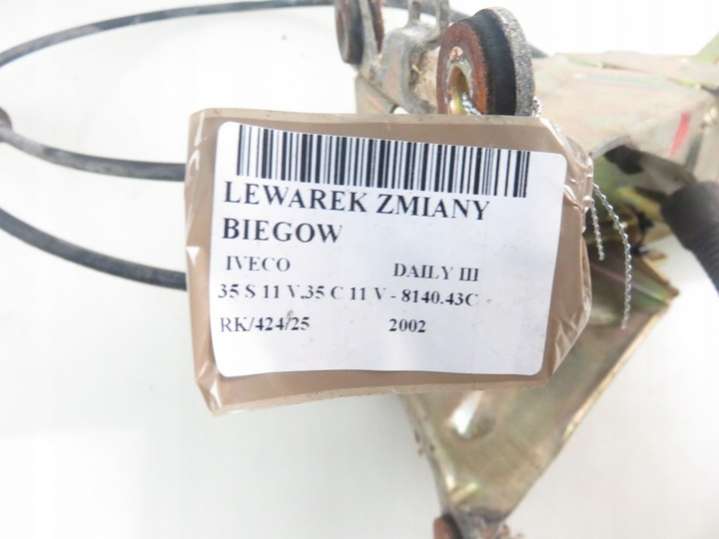 LEWAREK ZMIANY
BIEGOW
IVECO DAILY III
35 S 11 V.35 C 11 V - 8140.43C
RK/424/25 2002